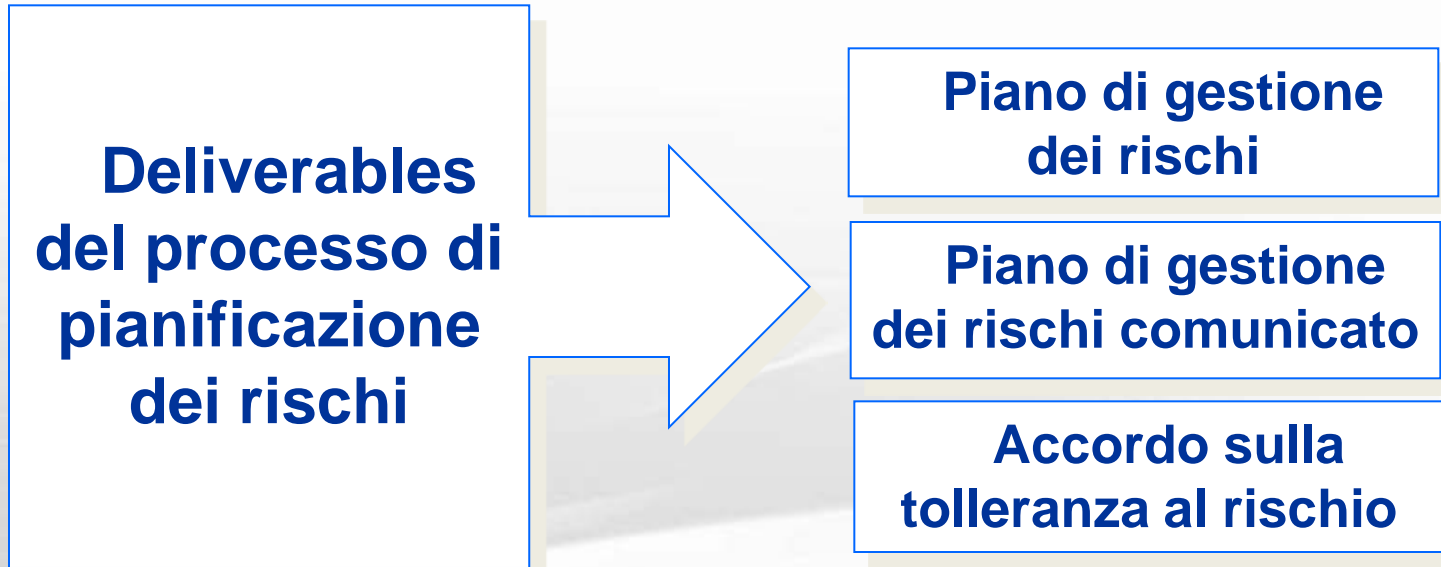 Deliverables
del processo di
pianificazione
dei rischi
Piano di gestione
dei rischi
Piano di gestione
dei rischi comunicato
Accordo sulla
tolleranza al rischio